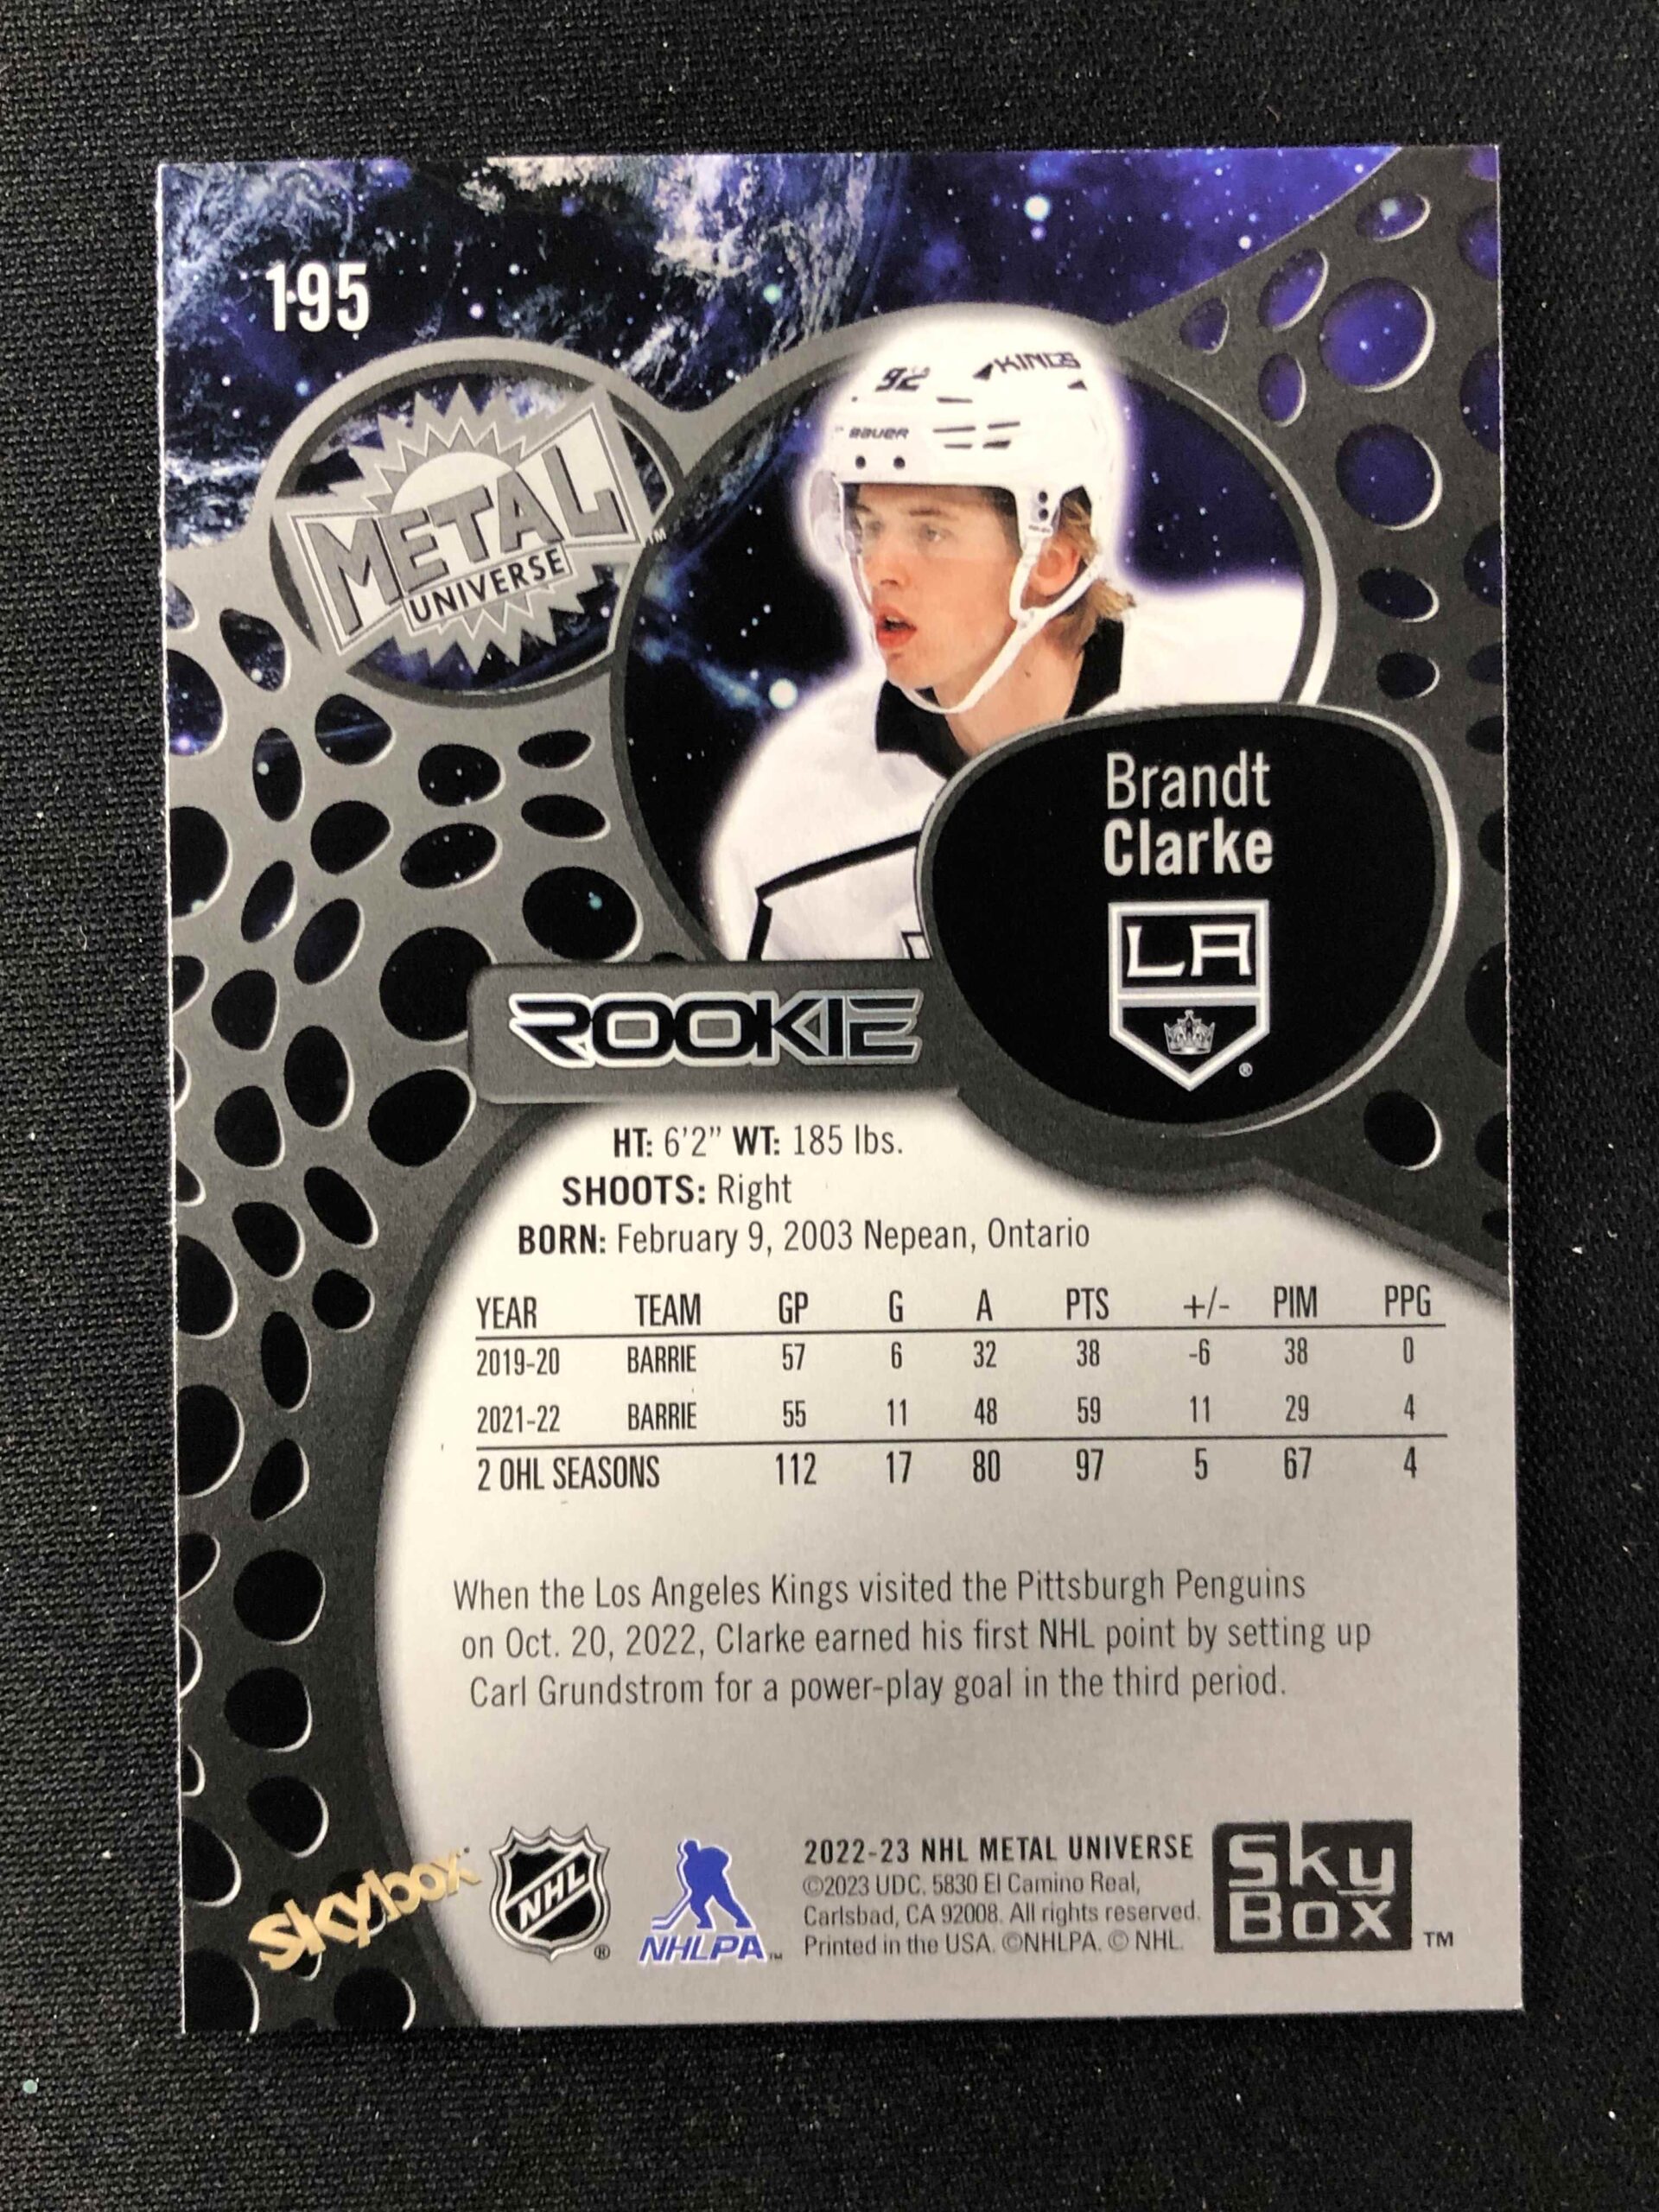 195
92 KINGS
BAUER
METAL
UNIVERSE
TM
Brandt
Clarke
LA
®
ROOKIE
HT: 6'2" WT: 185 lbs.
SHOOTS: Right
BORN: February 9, 2003 Nepean, Ontario
YEAR TEAM GP G A PTS +/- PIM PPG
2019-20 BARRIE 57 6 32 38 -6 38 0
2021-22 BARRIE 55 11 48 59 11 29 4
2 OHL SEASONS 112 17 80 97 5 67 4
When the Los Angeles Kings visited the Pittsburgh Penguins
on Oct. 20, 2022, Clarke earned his first NHL point by setting up
Carl Grundstrom for a power-play goal in the third period.
skybox
NHL ®
NHLPA TM
2022-23 NHL METAL UNIVERSE
©2023 UDC. 5830 El Camino Real,
Carlsbad, CA 92008. All rights reserved.
Printed in the USA. ©NHLPA. © NHL.
Sky
Box TM